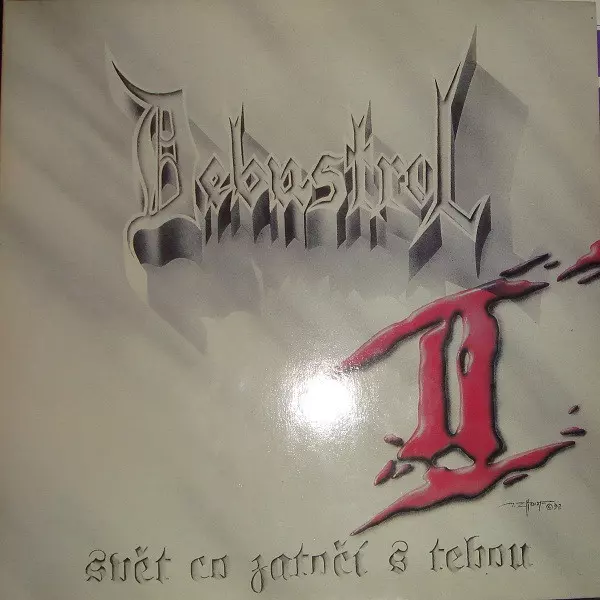 Debustrol
II
svět co zatočí s tebou